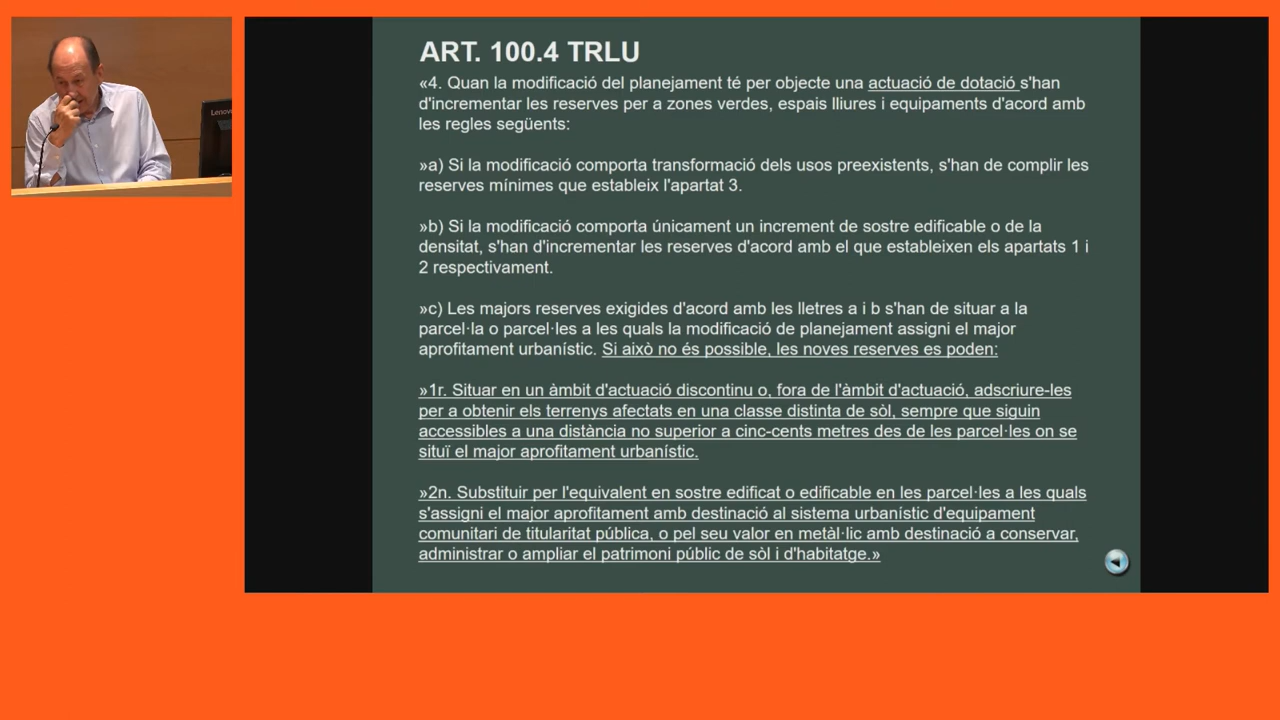 Lenovo
ART. 100.4 TRLU
«4. Quan la modificació del planejament té per objecte una actuació de dotació s'han
d'incrementar les reserves per a zones verdes, espais lliures i equipaments d'acord amb
les regles següents:
»a) Si la modificació comporta transformació dels usos preexistents, s'han de complir les
reserves mínimes que estableix l'apartat 3.
»b) Si la modificació comporta únicament un increment de sostre edificable o de la
densitat, s'han d'incrementar les reserves d'acord amb el que estableixen els apartats 1 i
2 respectivament.
»c) Les majors reserves exigides d'acord amb les lletres a i b s'han de situar a la
parcel·la o parcel·les a les quals la modificació de planejament assigni el major
aprofitament urbanístic. Si això no és possible, les noves reserves es poden:
»1r. Situar en un àmbit d'actuació discontinu o, fora de l'àmbit d'actuació, adscriure-les
per a obtenir els terrenys afectats en una classe distinta de sòl, sempre que siguin
accessibles a una distància no superior a cinc-cents metres des de les parcel·les on se
situï el major aprofitament urbanístic.
»2n. Substituir per l'equivalent en sostre edificat o edificable en les parcel·les a les quals
s'assigni el major aprofitament amb destinació al sistema urbanístic d'equipament
comunitari de titularitat pública, o pel seu valor en metàl·lic amb destinació a conservar,
administrar o ampliar el patrimoni públic de sòl i d'habitatge.»